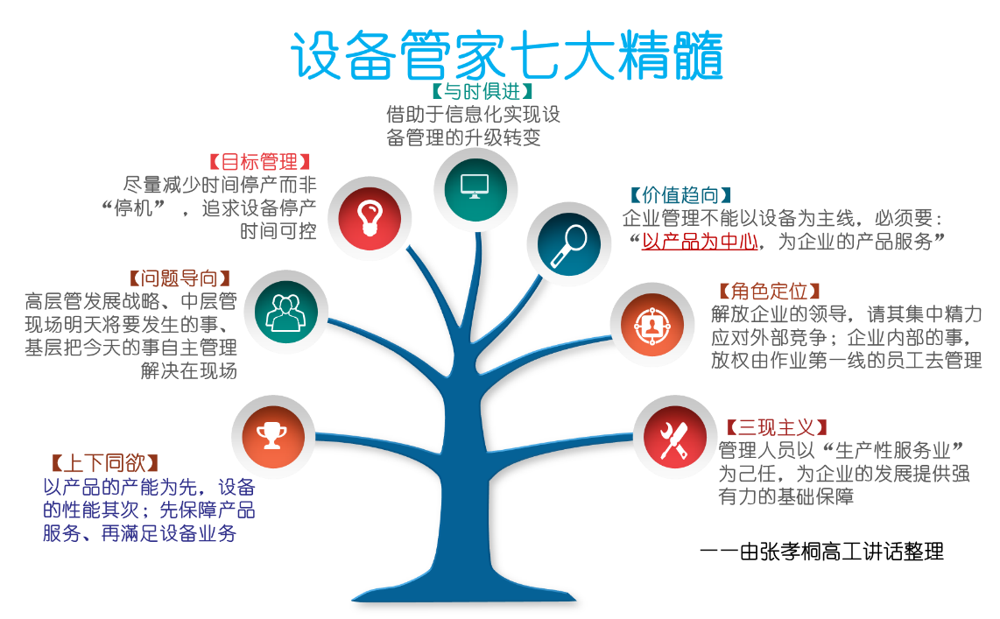 设备管家七大精髓
【与时俱进】
借助于信息化实现设
备管理的升级转变
【目标管理】
尽量减少时间停产而非
“停机”，追求设备停产
时间可控
【价值趋向】
企业管理不能以设备为主线，必须要：
“以产品为中心，为企业的产品服务”
【问题导向】
高层管发展战略、中层管
现场明天将要发生的事、
基层把今天的事自主管理
解决在现场
【角色定位】
解放企业的领导，请其集中精力
应对外部竞争；企业内部的事，
放权由作业第一线的员工去管理
【上下同欲】
以产品的产能为先，设备
的性能其次；先保障产品
服务、再滿足设备业务
【三现主义】
管理人员以“生产性服务业”
为己任，为企业的发展提供强
有力的基础保障
——由张孝桐高工讲话整理